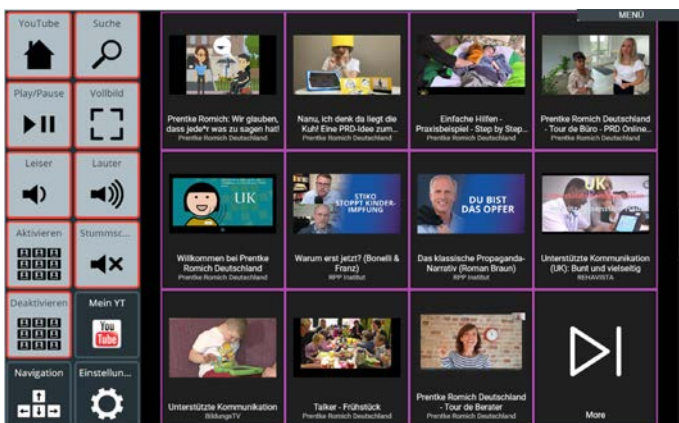 MENÜ
YouTube
Suche
Play/Pause
Vollbild
Leiser
Lauter
Aktivieren
Stummsc...
Deaktivieren
Mein YT
You
Tube
Navigation
Einstellun...
Prentke Romich: Wir glauben,
dass jede*r was zu sagen hat!
Prentke Romich Deutschland
Nanu, ich denk da liegt die
Kuh! Eine PRD-Idee zum...
Prentke Romich Deutschland
Einfache Hilfen -
Praxisbeispiel - Step by Step...
Prentke Romich Deutschland
Prentke Romich Deutschland
- Tour de Büro - PRD Online...
Prentke Romich Deutschland
UK
Willkommen bei Prentke
Romich Deutschland
Prentke Romich Deutschland
STIKO
STOPPT KINDER-
IMPFUNG
Warum erst jetzt? (Bonelli &
Franz)
RPP Institut
DU BIST
DAS OPFER
Das klassische Propaganda-
Narrativ (Roman Braun)
RPP Institut
UK
Unterstützte Kommunikation
(UK): Bunt und vielseitig
REHAVISTA
Unterstützte Kommunikation
BildungsTV
Talker - Frühstück
Prentke Romich Deutschland
Prentke Romich Deutschland
- Tour de Berater
Prentke Romich Deutschland
More